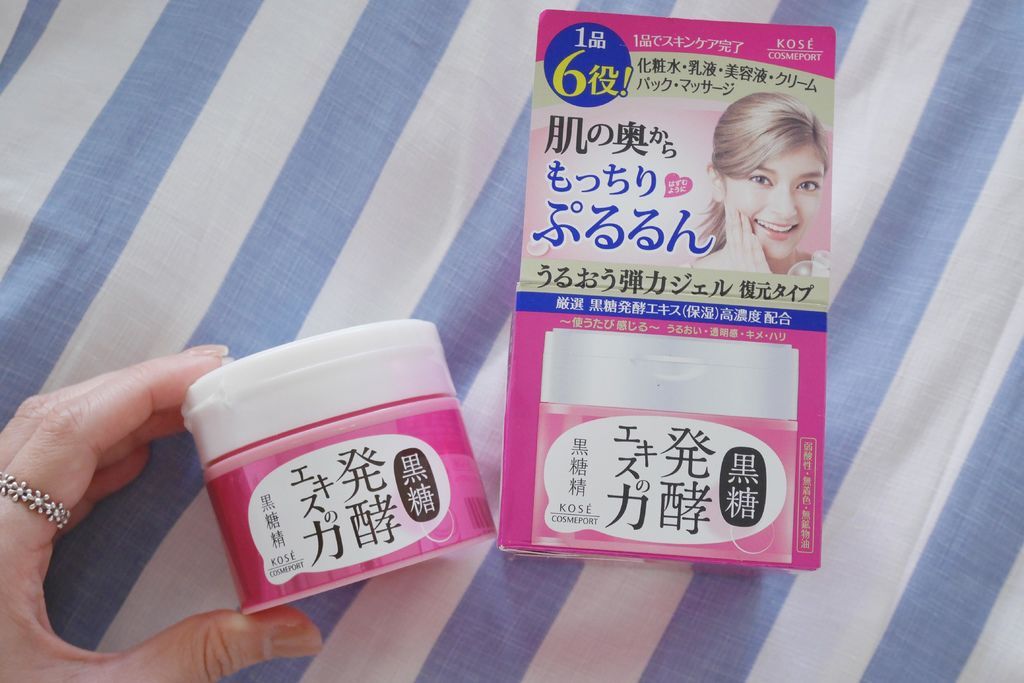 1品
6役!
1品でスキンケア完了
KOSÉ
COSMEPORT
化粧水・乳液・美容液・クリーム
パック・マッサージ
肌の奥から
もっちり
はずむ
ように
ぷるるん
うるおう弾力ジェル 復元タイプ
厳選 黒糖発酵エキス(保湿)高濃度 配合
〜使うたび 感じる〜 うるおい・透明感・キメ・ハリ
黒糖
発酵
エキスの力
黒糖精
KOSÉ
COSMEPORT
弱酸性・無着色・無鉱物油
黒糖
発酵
エキスの力
黒糖精
KOSÉ
COSMEPORT